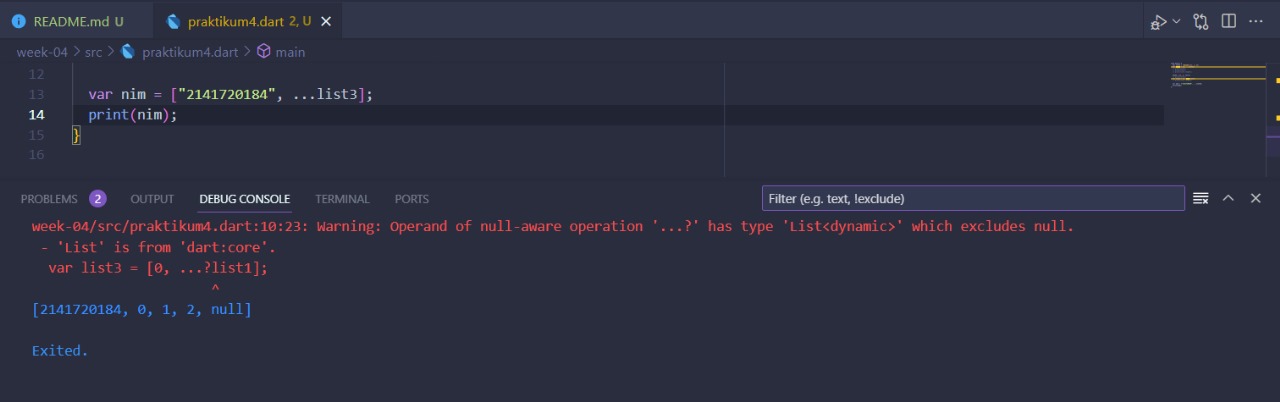 README.md U
praktikum4.dart 2, U
week-04 > src > praktikum4.dart > main
12
13 var nim = ["2141720184", ...list3];
14 print(nim);
15 }
16
PROBLEMS 2 OUTPUT DEBUG CONSOLE TERMINAL PORTS
Filter (e.g. text, !exclude)
week-04/src/praktikum4.dart:10:23: Warning: Operand of null-aware operation '...?' has type 'List<dynamic>' which excludes null.
- 'List' is from 'dart:core'.
var list3 = [0, ...?list1];
^
[2141720184, 0, 1, 2, null]
Exited.